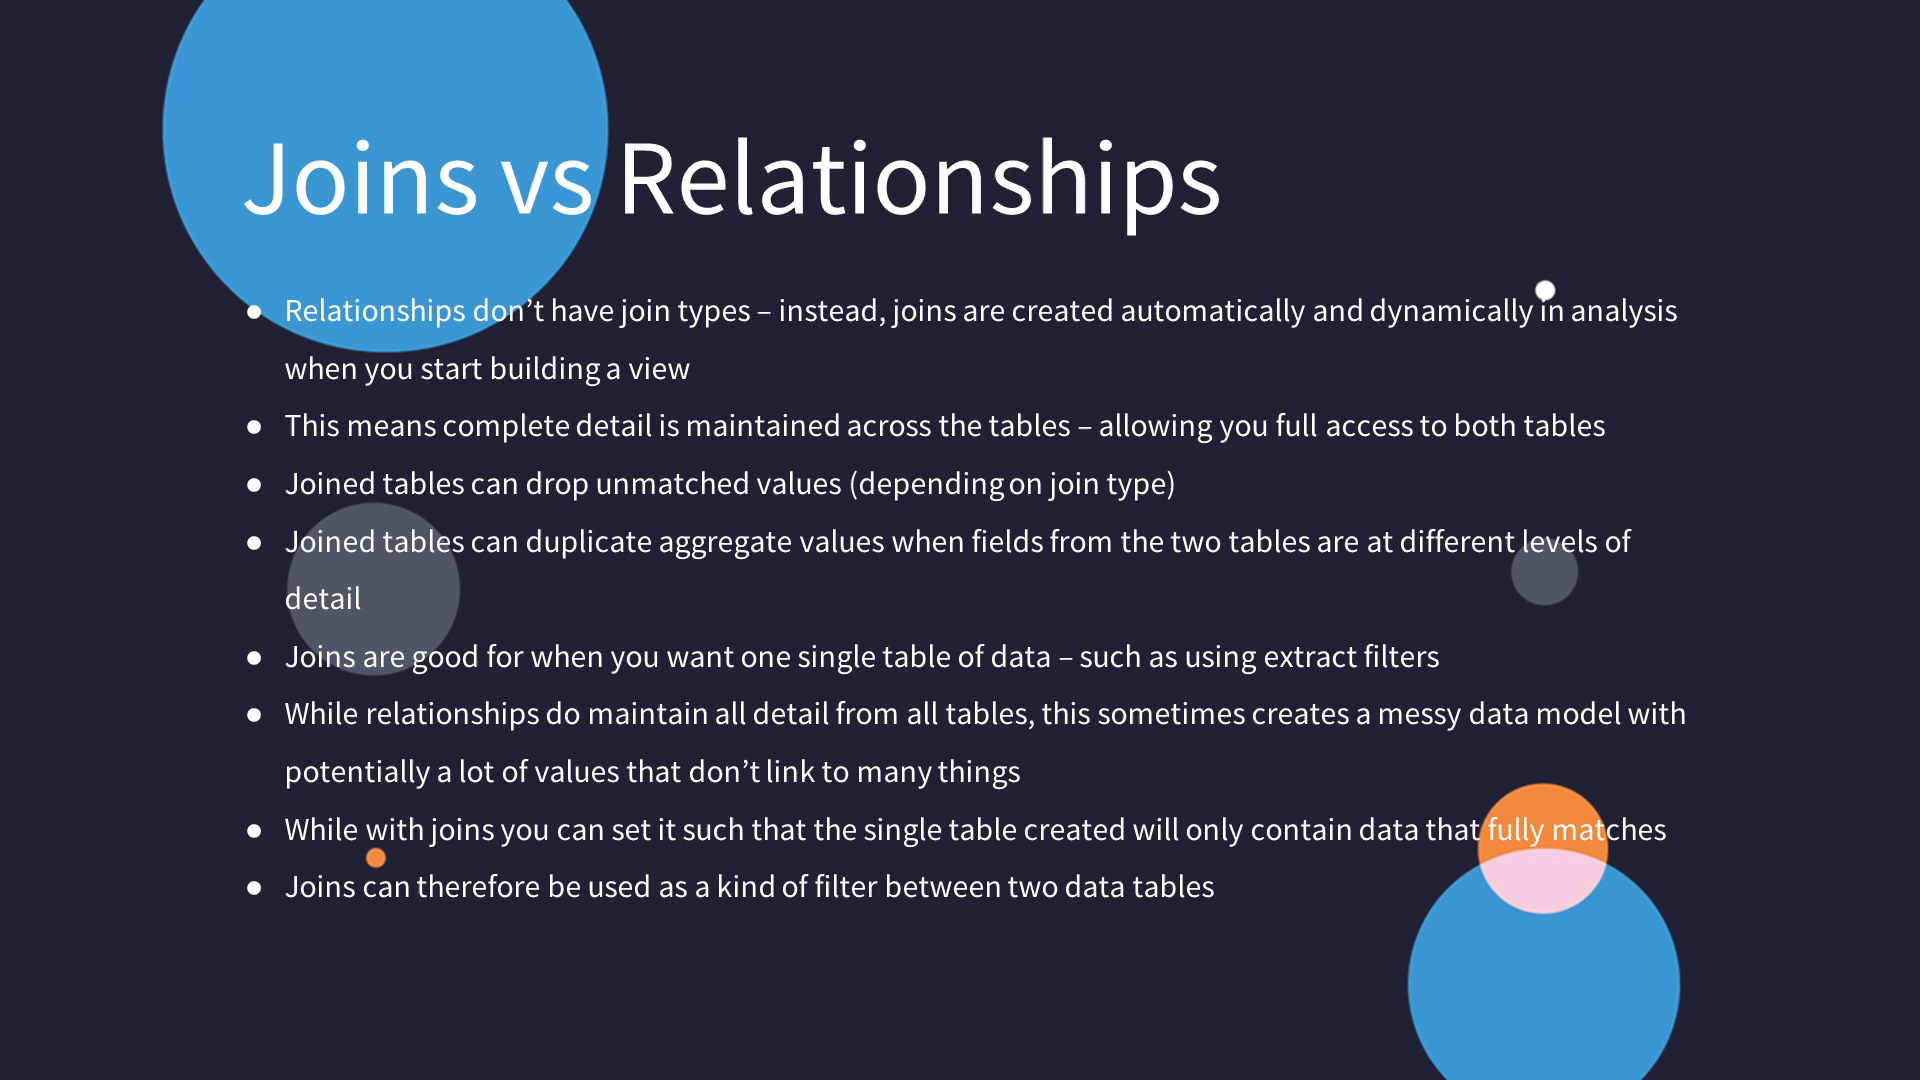 Joins vs Relationships
● Relationships don’t have join types – instead, joins are created automatically and dynamically in analysis
when you start building a view
● This means complete detail is maintained across the tables – allowing you full access to both tables
● Joined tables can drop unmatched values (depending on join type)
● Joined tables can duplicate aggregate values when fields from the two tables are at different levels of
detail
● Joins are good for when you want one single table of data – such as using extract filters
● While relationships do maintain all detail from all tables, this sometimes creates a messy data model with
potentially a lot of values that don’t link to many things
● While with joins you can set it such that the single table created will only contain data that fully matches
● Joins can therefore be used as a kind of filter between two data tables